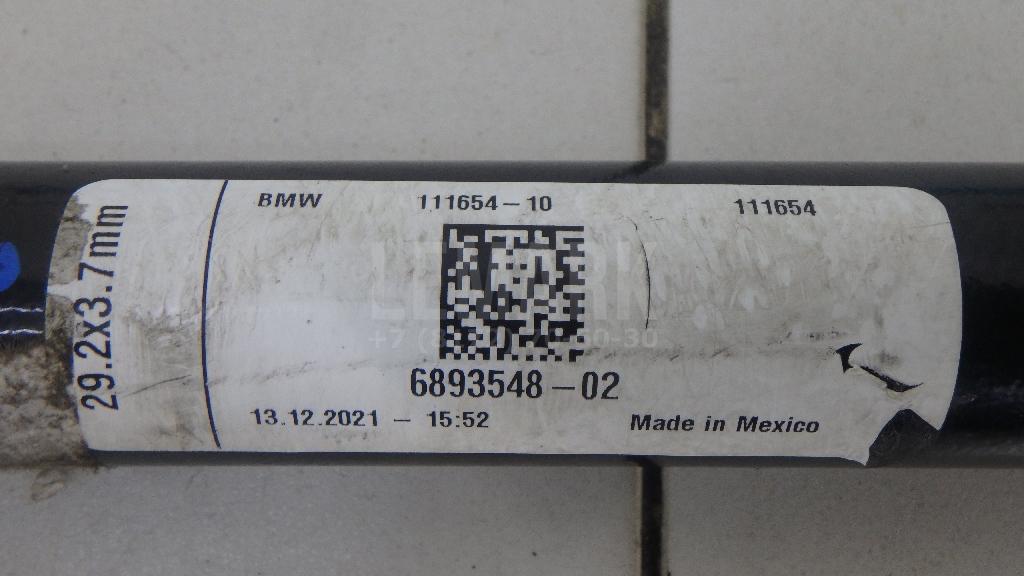 29.2x3.7mm
BMW 111654-10 111654
6893548-02
13.12.2021 - 15:52 Made in Mexico